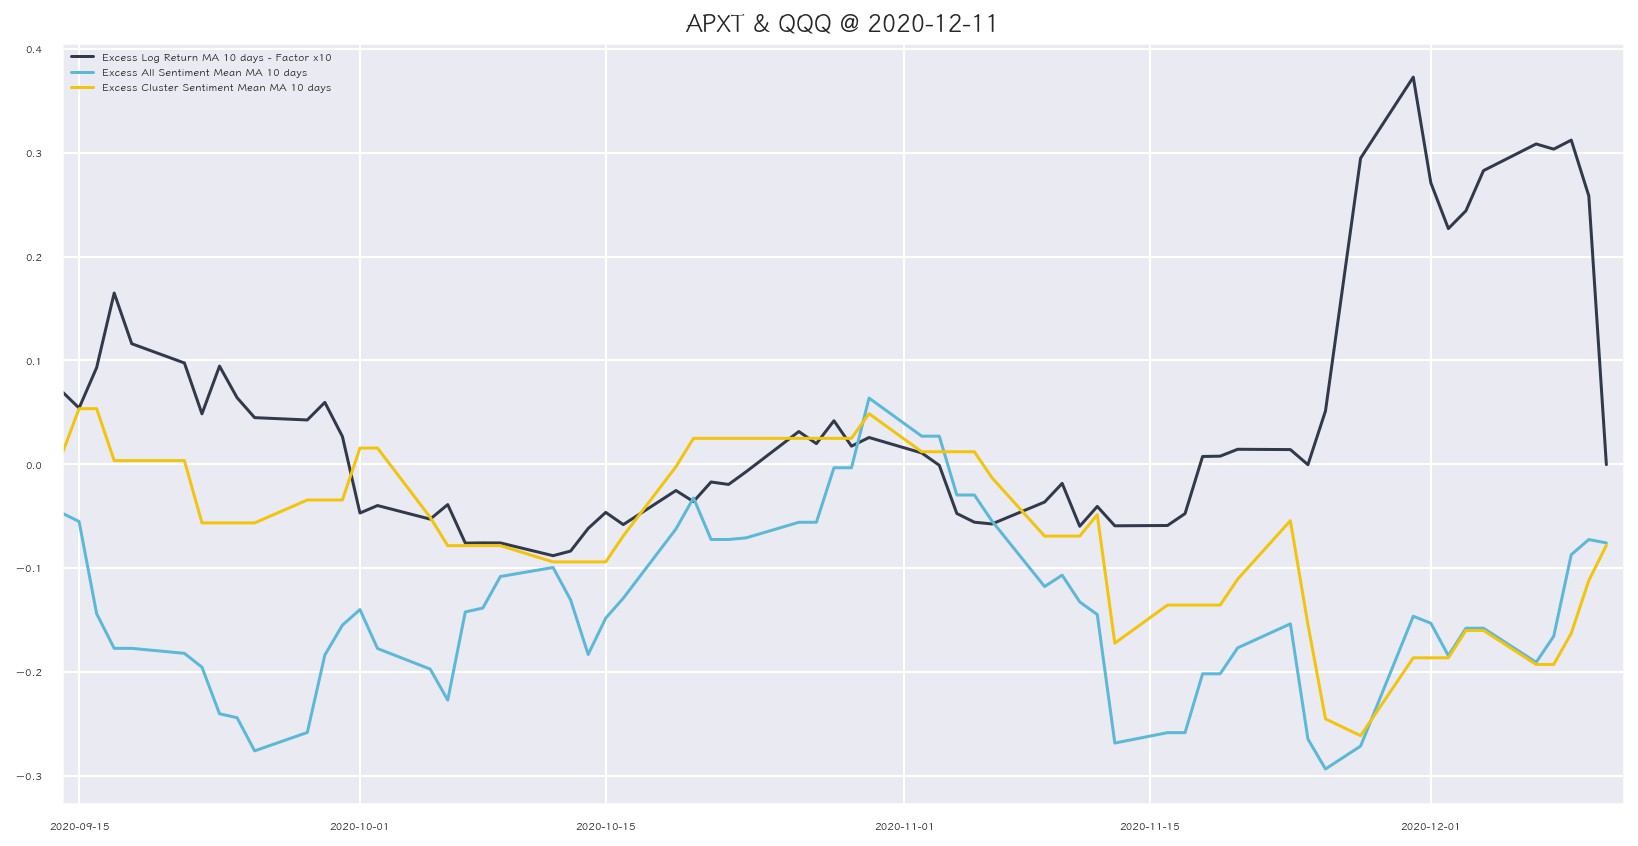 APXT & QQQ @ 2020-12-11
0.4
0.3
0.2
0.1
0.0
−0.1
−0.2
−0.3
Excess Log Return MA 10 days - Factor x10
Excess All Sentiment Mean MA 10 days
Excess Cluster Sentiment Mean MA 10 days
2020-09-15 2020-10-01 2020-10-15 2020-11-01 2020-11-15 2020-12-01